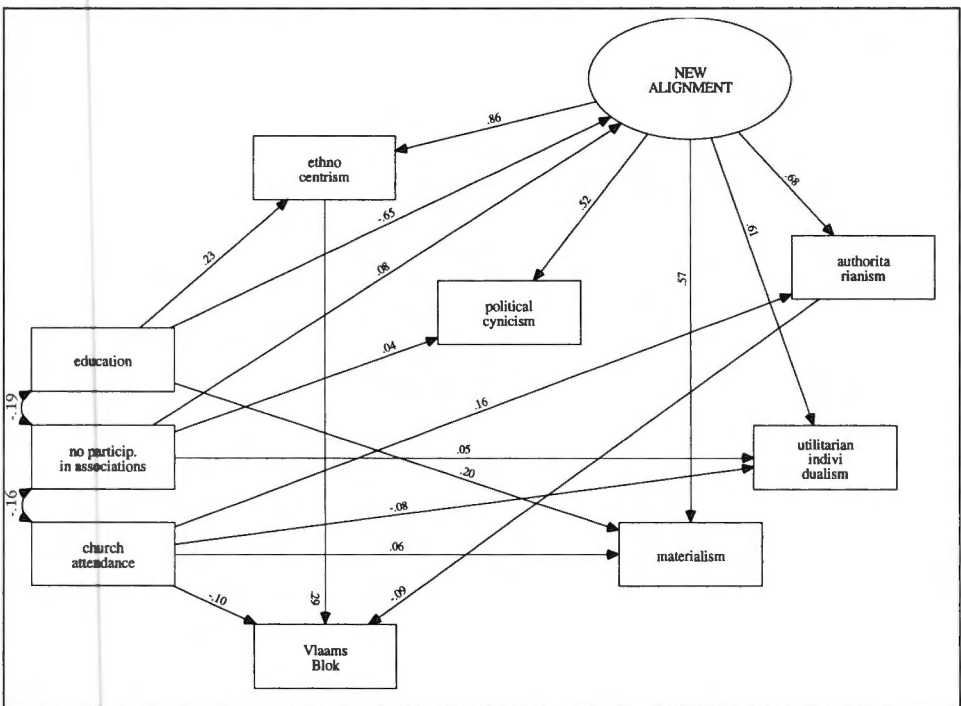 NEW
ALIGNMENT
.86
ethno
centrism
-.65
.52
.68
.61
.23
.08
.57
authorita
rianism
political
cynicism
education
.04
.16
-.19
no particip.
in associations
.05
utilitarian
indivi
dualism
.20
-.16
-.08
church
attendance
.06
materialism
-.10
.29
-.09
Vlaams
Blok